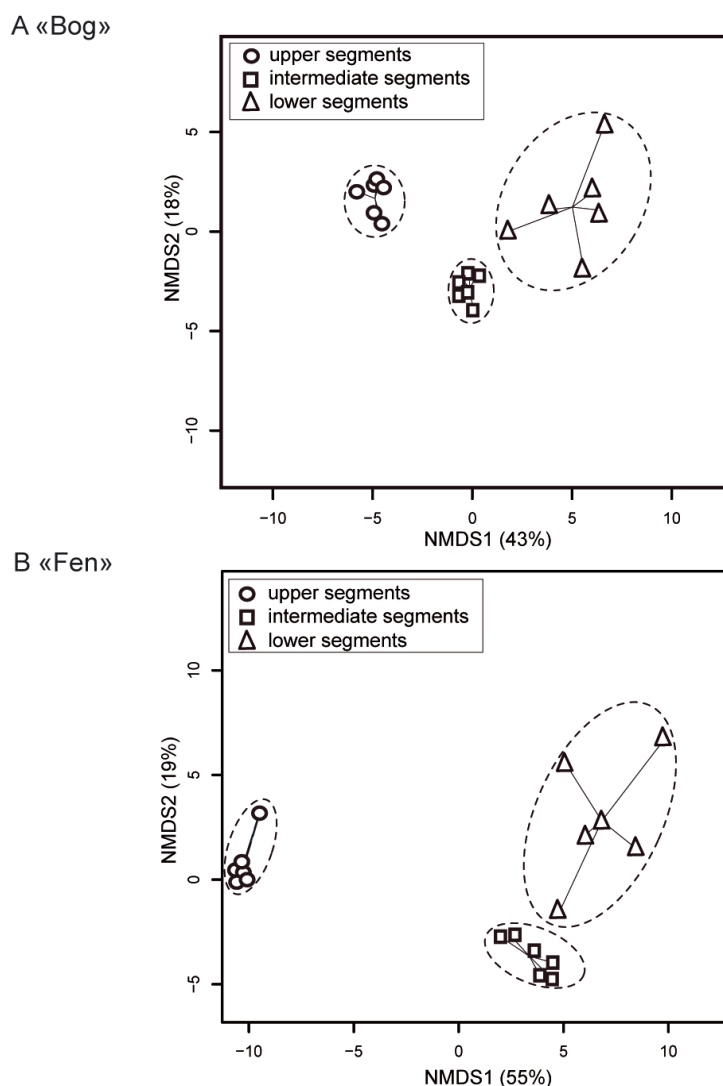 A «Bog»
upper segments
intermediate segments
lower segments
5
0
−5
−10
NMDS2 (18%)
−10
−5
0
5
10
NMDS1 (43%)
B «Fen»
upper segments
intermediate segments
lower segments
10
5
0
−5
NMDS2 (19%)
−10
−5
0
5
10
NMDS1 (55%)